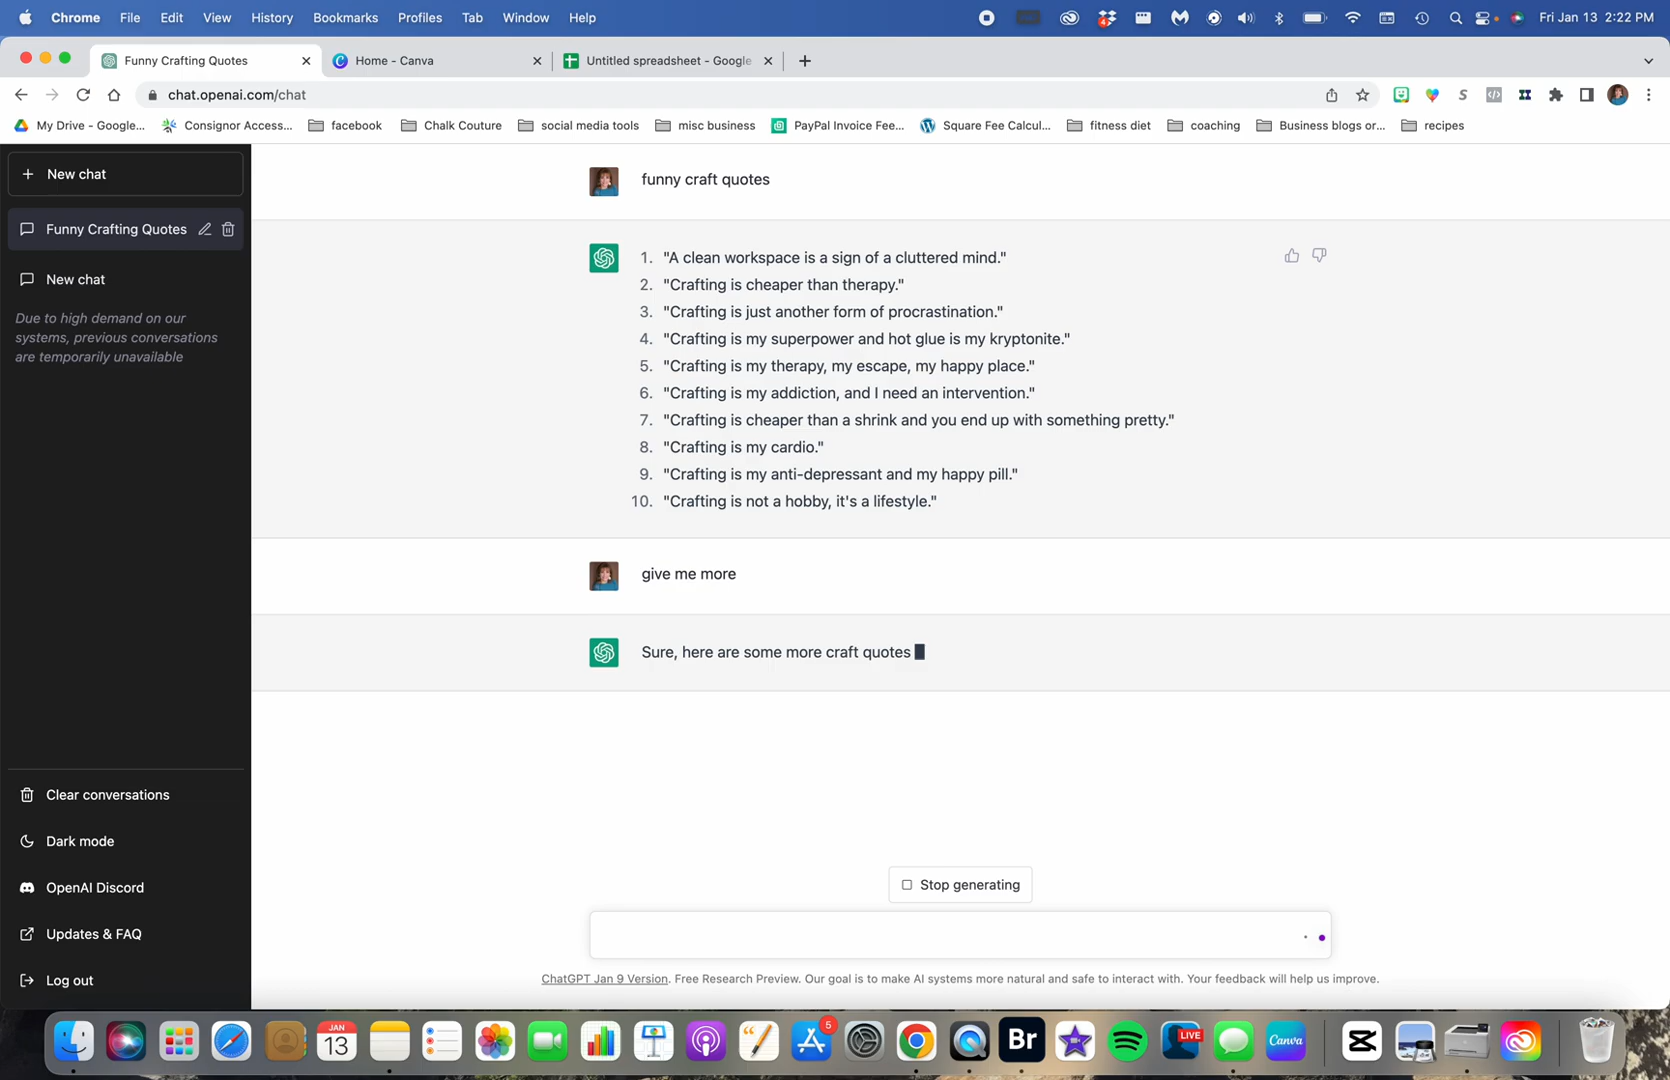 Chrome File Edit View History Bookmarks Profiles Tab Window Help
4
Fri Jan 13 2:22 PM
Funny Crafting Quotes
Home - Canva
Untitled spreadsheet - Google
chat.openai.com/chat
My Drive - Google...
Consignor Access...
facebook
Chalk Couture
social media tools
misc business
PayPal Invoice Fee...
Square Fee Calcul...
fitness diet
coaching
Business blogs or...
recipes
New chat
Funny Crafting Quotes
New chat
Due to high demand on our
systems, previous conversations
are temporarily unavailable
Clear conversations
Dark mode
OpenAI Discord
Updates & FAQ
Log out
funny craft quotes
1. "A clean workspace is a sign of a cluttered mind."
2. "Crafting is cheaper than therapy."
3. "Crafting is just another form of procrastination."
4. "Crafting is my superpower and hot glue is my kryptonite."
5. "Crafting is my therapy, my escape, my happy place."
6. "Crafting is my addiction, and I need an intervention."
7. "Crafting is cheaper than a shrink and you end up with something pretty."
8. "Crafting is my cardio."
9. "Crafting is my anti-depressant and my happy pill."
10. "Crafting is not a hobby, it's a lifestyle."
give me more
Sure, here are some more craft quotes
Stop generating
ChatGPT Jan 9 Version. Free Research Preview. Our goal is to make AI systems more natural and safe to interact with. Your feedback will help us improve.
JAN
13
5
Br
LIVE
Canva